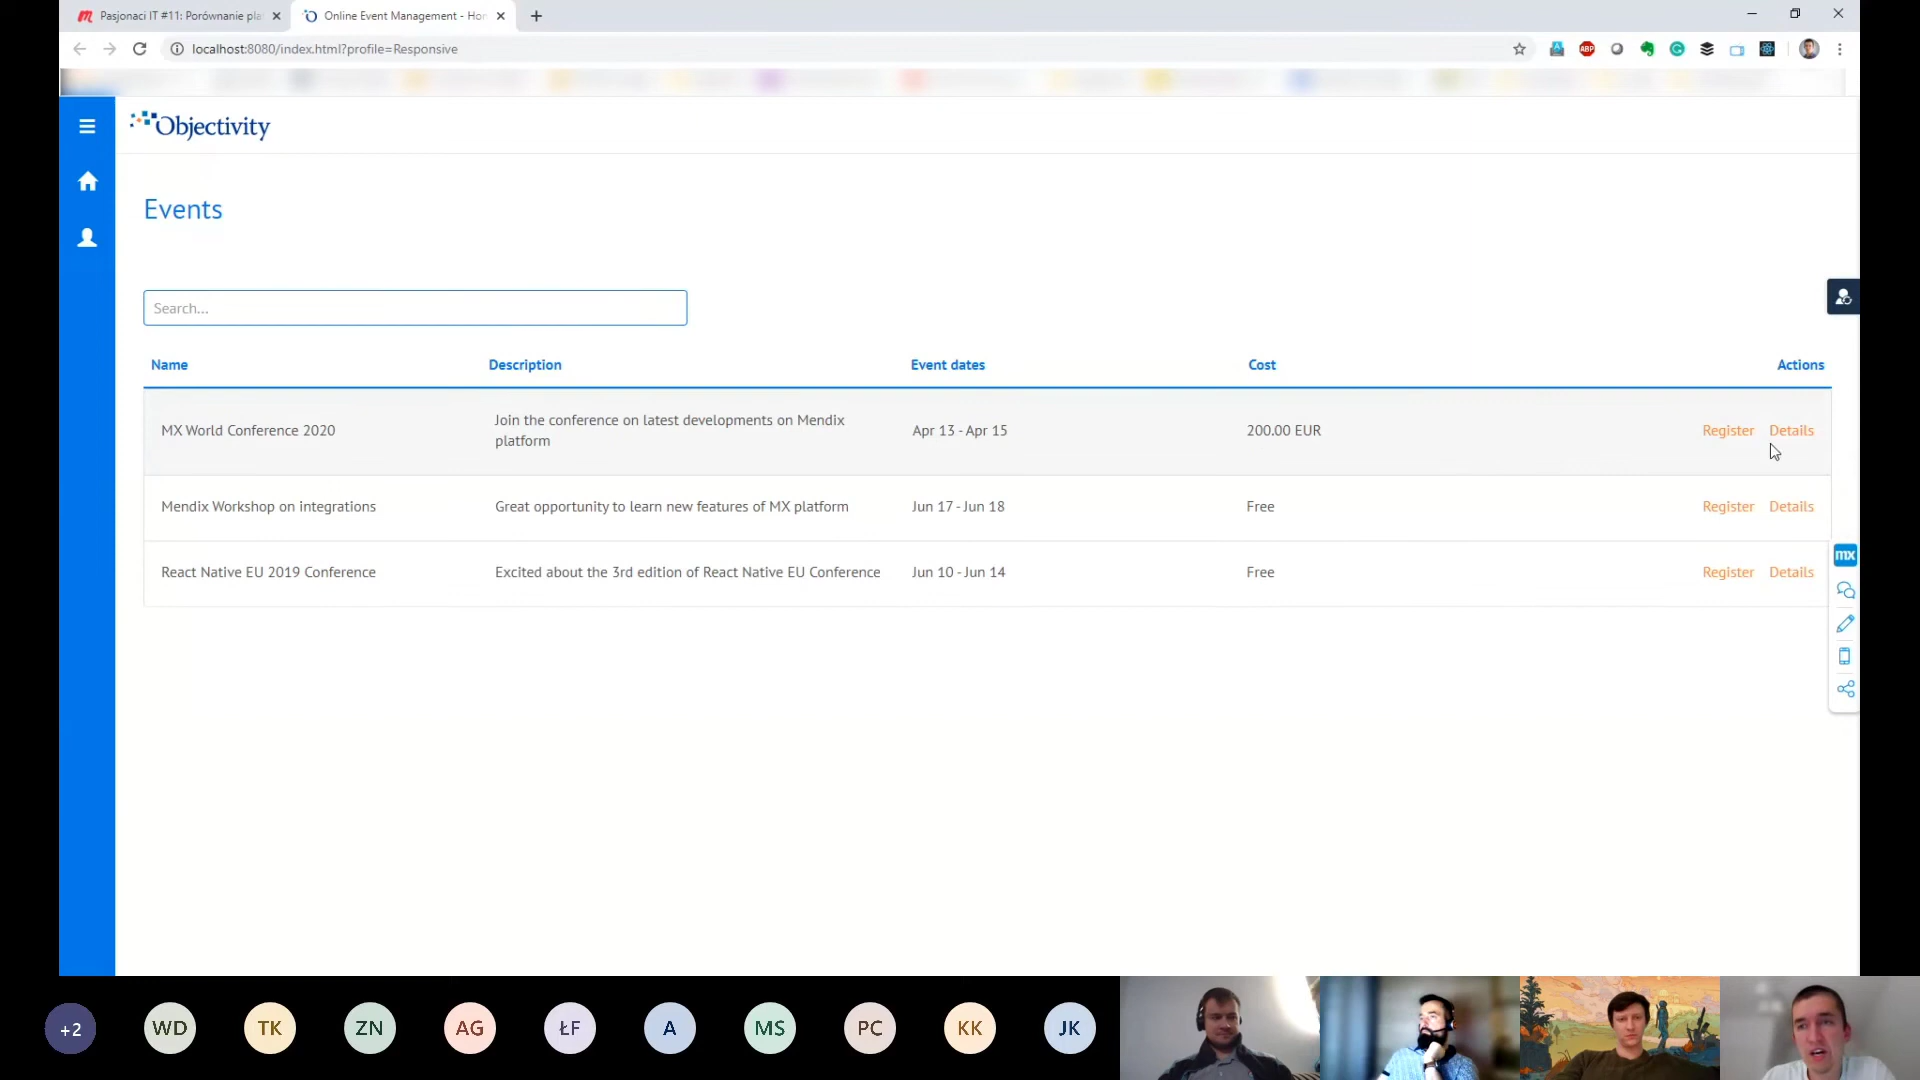 Pasjonaci IT #11: Porównanie pla
Online Event Management - Hor
localhost:8080/index.html?profile=Responsive
ABP
Objectivity
Events
Search...
Name Description Event dates Cost Actions
MX World Conference 2020
Join the conference on latest developments on Mendix
platform
Apr 13 - Apr 15
200.00 EUR
Register Details
Mendix Workshop on integrations Great opportunity to learn new features of MX platform Jun 17 - Jun 18 Free Register Details
mx
React Native EU 2019 Conference Excited about the 3rd edition of React Native EU Conference Jun 10 - Jun 14 Free Register Details
+2 WD TK ZN AG ŁF A MS PC KK JK